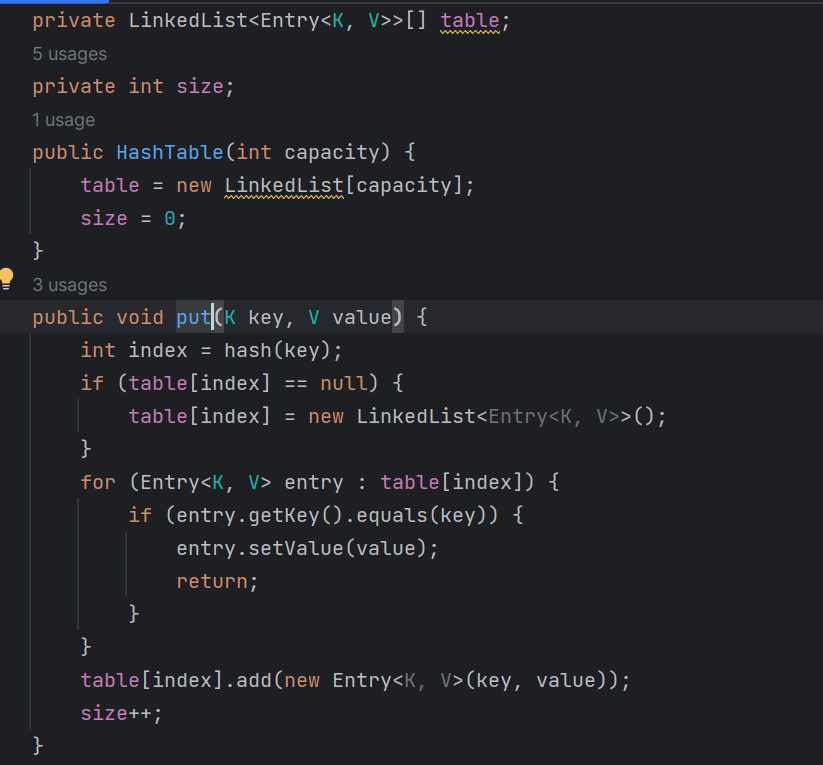 private LinkedList<Entry<K, V>>[] table;
5 usages
private int size;
1 usage
public HashTable(int capacity) {
    table = new LinkedList[capacity];
    size = 0;
}
3 usages
public void put(K key, V value) {
    int index = hash(key);
    if (table[index] == null) {
        table[index] = new LinkedList<Entry<K, V>>();
    }
    for (Entry<K, V> entry : table[index]) {
        if (entry.getKey().equals(key)) {
            entry.setValue(value);
            return;
        }
    }
    table[index].add(new Entry<K, V>(key, value));
    size++;
}